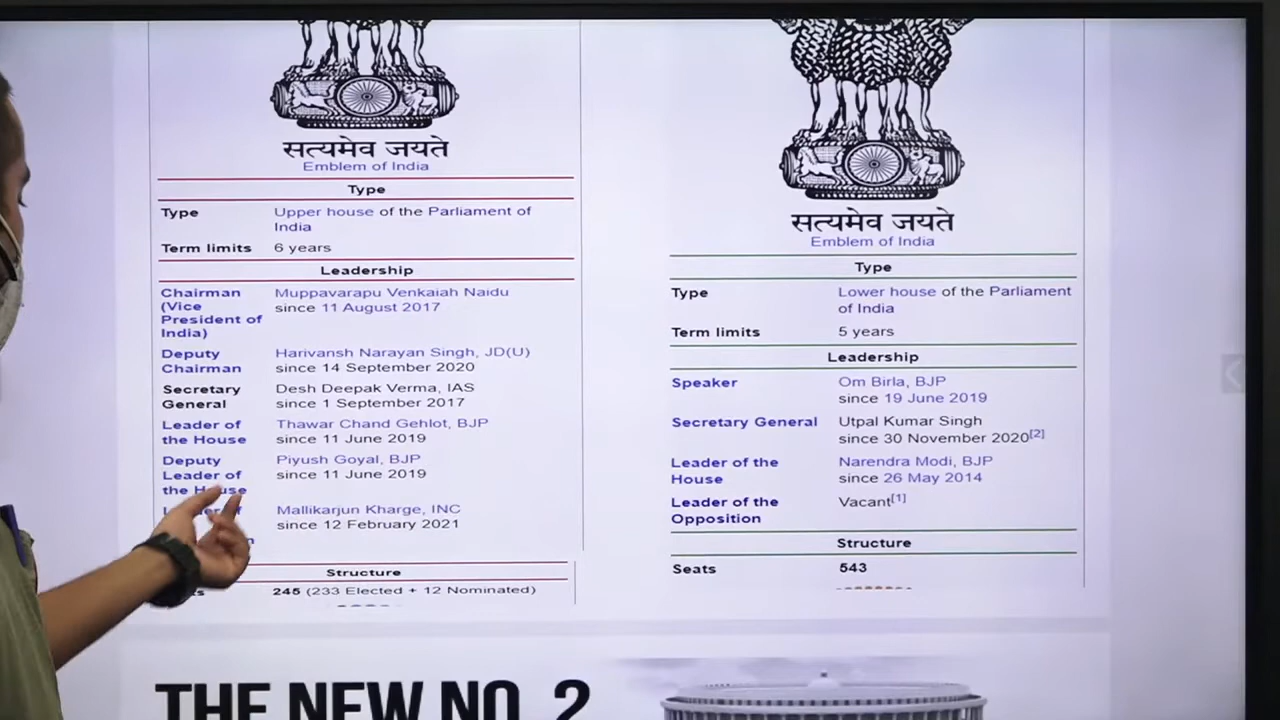 सत्यमेव जयते
Emblem of India
Type
Type Upper house of the Parliament of
India
Term limits 6 years
Leadership
Chairman Muppavarapu Venkaiah Naidu
(Vice since 11 August 2017
President of
India)
Deputy Harivansh Narayan Singh, JD(U)
Chairman since 14 September 2020
Secretary Desh Deepak Verma, IAS
General since 1 September 2017
Leader of Thawar Chand Gehlot, BJP
the House since 11 June 2019
Deputy Piyush Goyal, BJP
Leader of since 11 June 2019
the House
Mallikarjun Kharge, INC
since 12 February 2021
Structure
245 (233 Elected + 12 Nominated)
सत्यमेव जयते
Emblem of India
Type
Type Lower house of the Parliament
of India
Term limits 5 years
Leadership
Speaker Om Birla, BJP
since 19 June 2019
Secretary General Utpal Kumar Singh
since 30 November 2020[2]
Leader of the Narendra Modi, BJP
House since 26 May 2014
Leader of the Vacant[1]
Opposition
Structure
Seats 543
THE NEW NO. 2